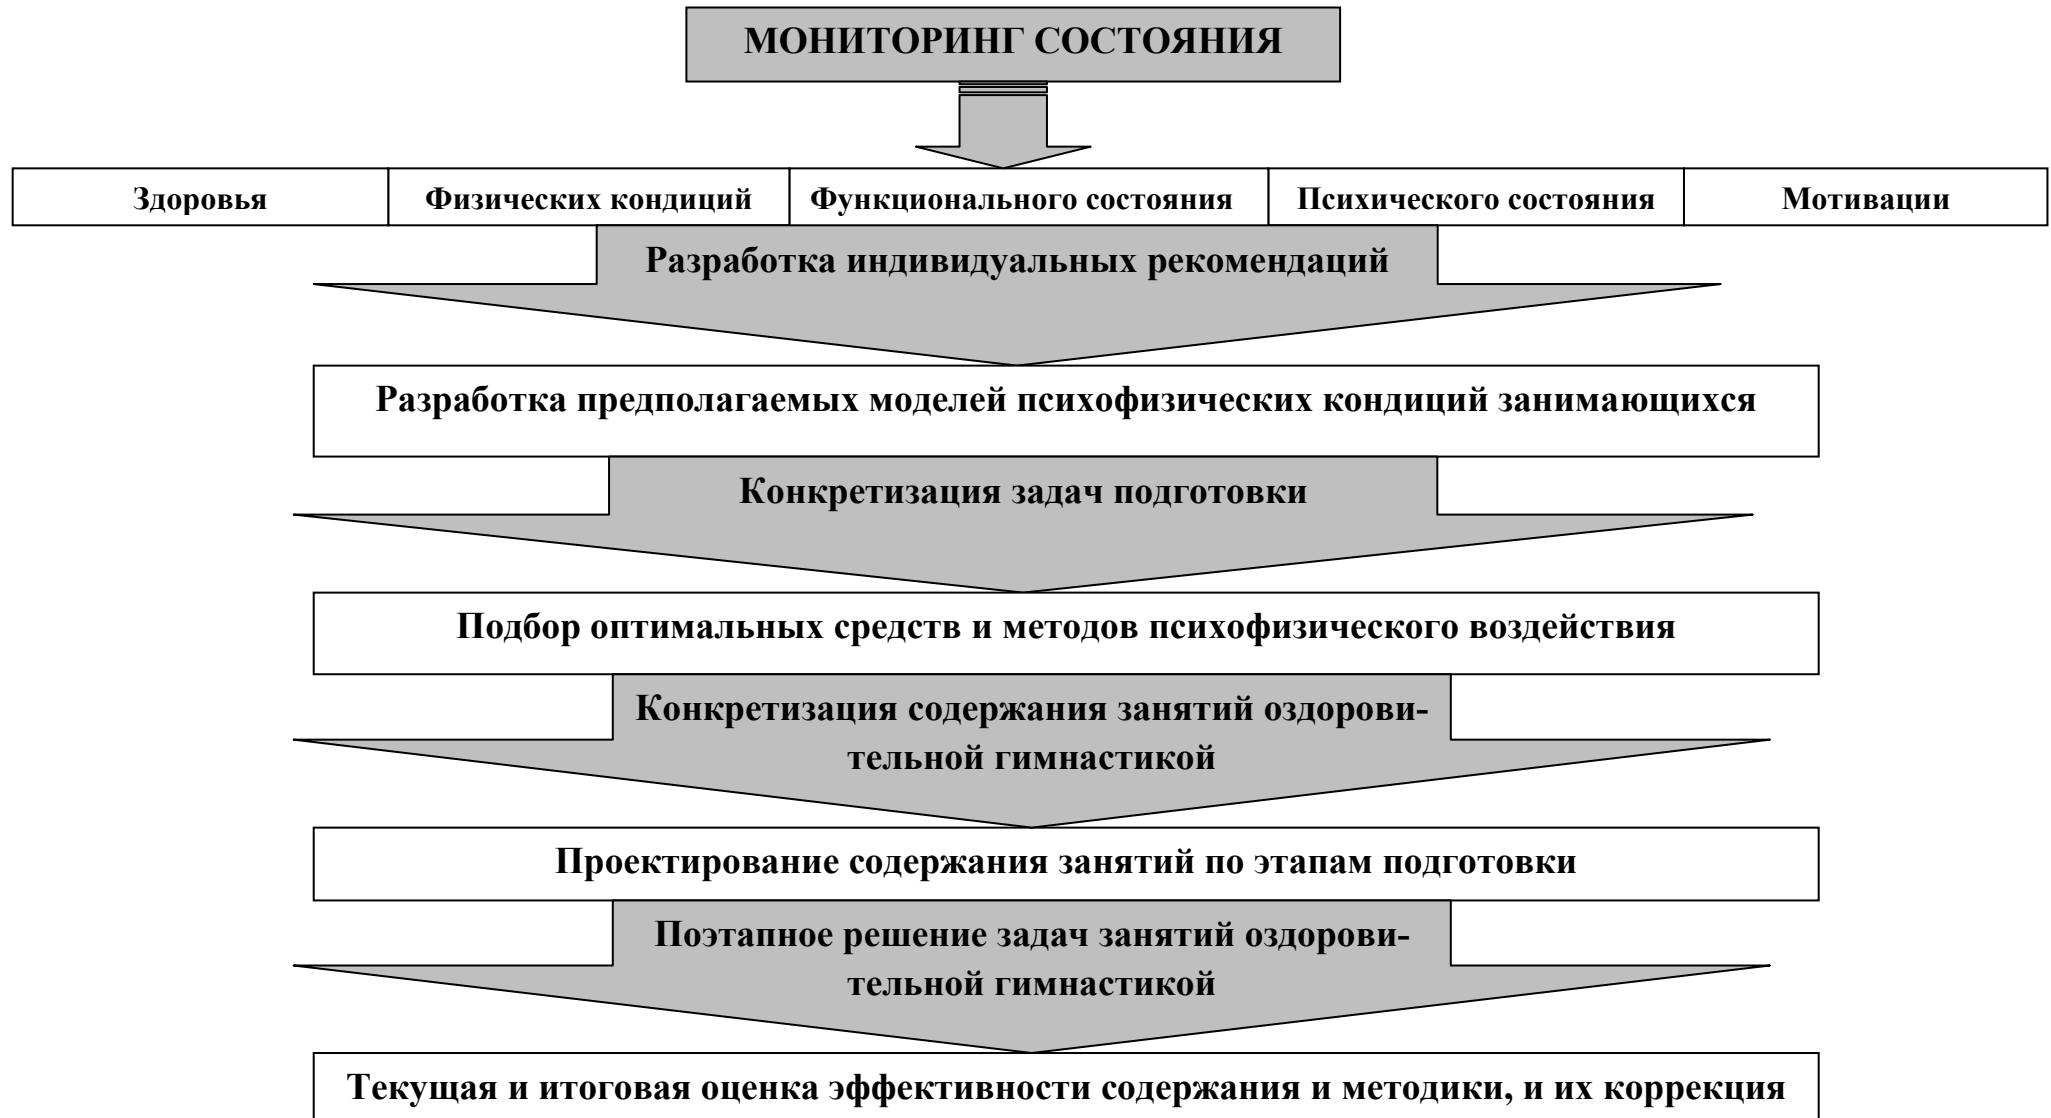 МОНИТОРИНГ СОСТОЯНИЯ
Здоровья
Физических кондиций
Функционального состояния
Психического состояния
Мотивации
Разработка индивидуальных рекомендаций
Разработка предполагаемых моделей психофизических кондиций занимающихся
Конкретизация задач подготовки
Подбор оптимальных средств и методов психофизического воздействия
Конкретизация содержания занятий оздорови-
тельной гимнастикой
Проектирование содержания занятий по этапам подготовки
Поэтапное решение задач занятий оздорови-
тельной гимнастикой
Текущая и итоговая оценка эффективности содержания и методики, и их коррекция